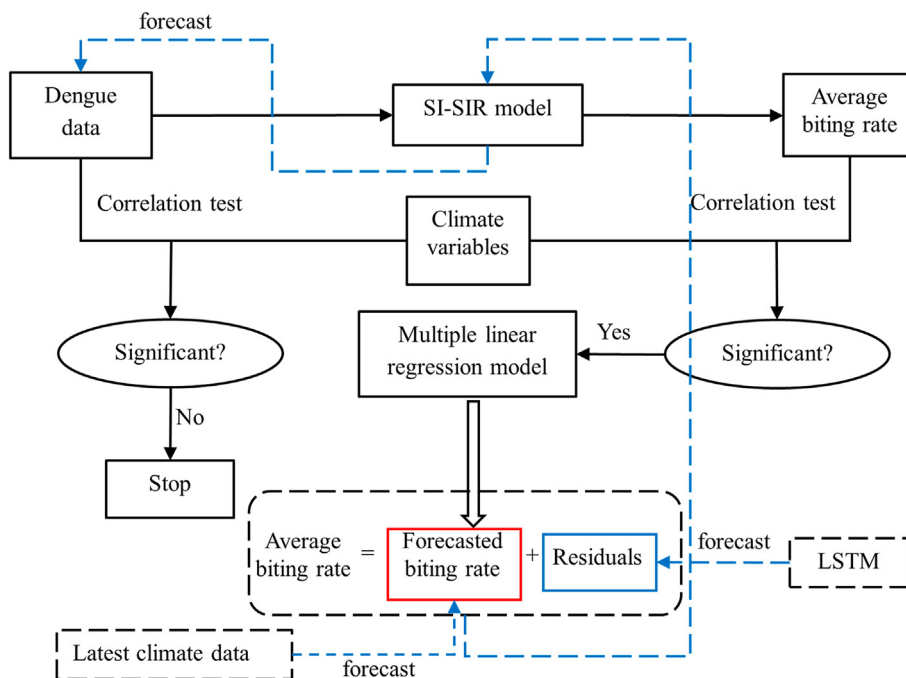 forecast
Dengue
data
SI-SIR model
Average
biting rate
Correlation test
Climate
variables
Correlation test
Significant?
Multiple linear
regression model
Yes
Significant?
No
Stop
Average
biting rate
=
Forecasted
biting rate
+
Residuals
forecast
LSTM
Latest climate data
forecast